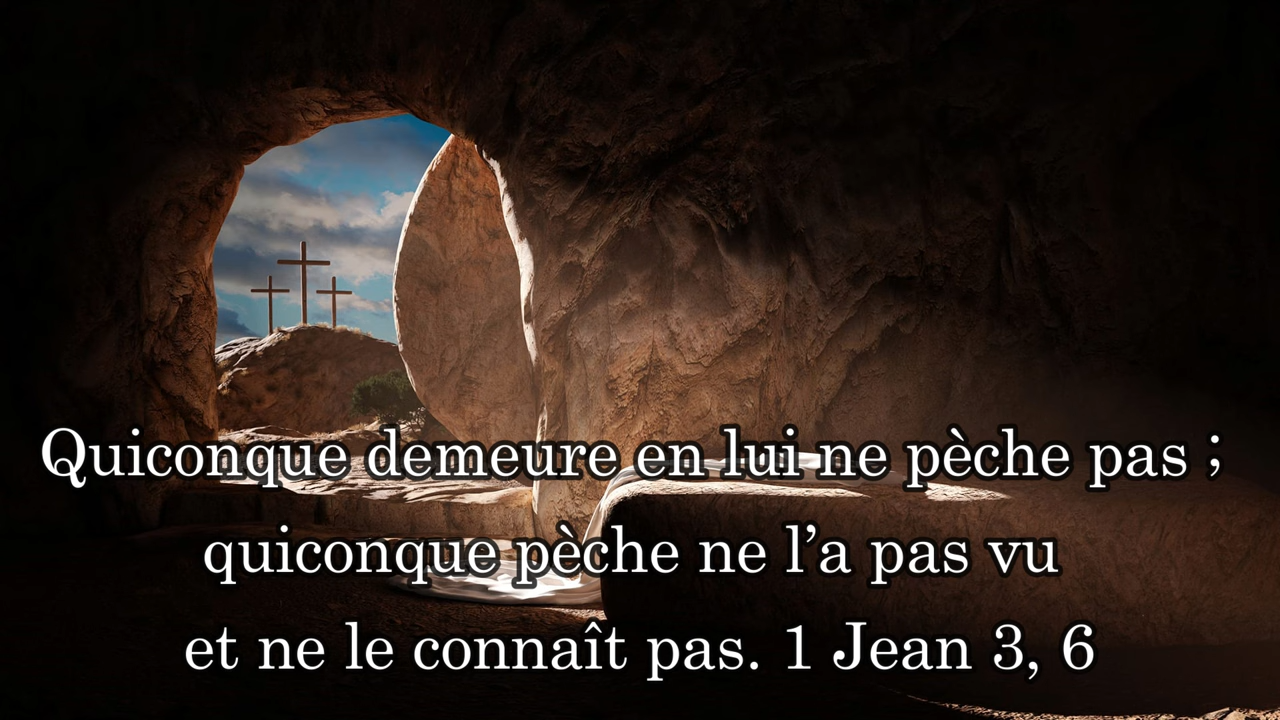 Quiconque demeure en lui ne pèche pas ;
quiconque pèche ne l’a pas vu
et ne le connaît pas. 1 Jean 3, 6